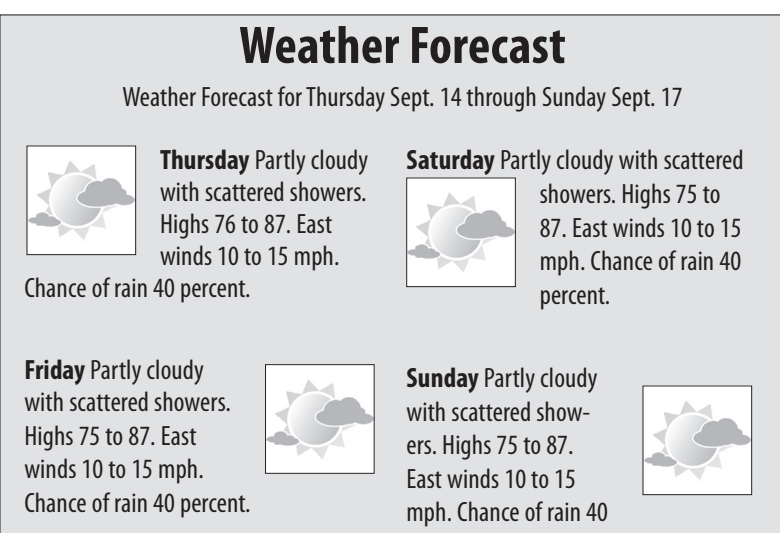 Weather Forecast
Weather Forecast for Thursday Sept. 14 through Sunday Sept. 17
Thursday Partly cloudy
with scattered showers.
Highs 76 to 87. East
winds 10 to 15 mph.
Chance of rain 40 percent.
Friday Partly cloudy
with scattered showers.
Highs 75 to 87. East
winds 10 to 15 mph.
Chance of rain 40 percent.
Saturday Partly cloudy with scattered
showers. Highs 75 to
87. East winds 10 to 15
mph. Chance of rain 40
percent.
Sunday Partly cloudy
with scattered show-
ers. Highs 75 to 87.
East winds 10 to 15
mph. Chance of rain 40